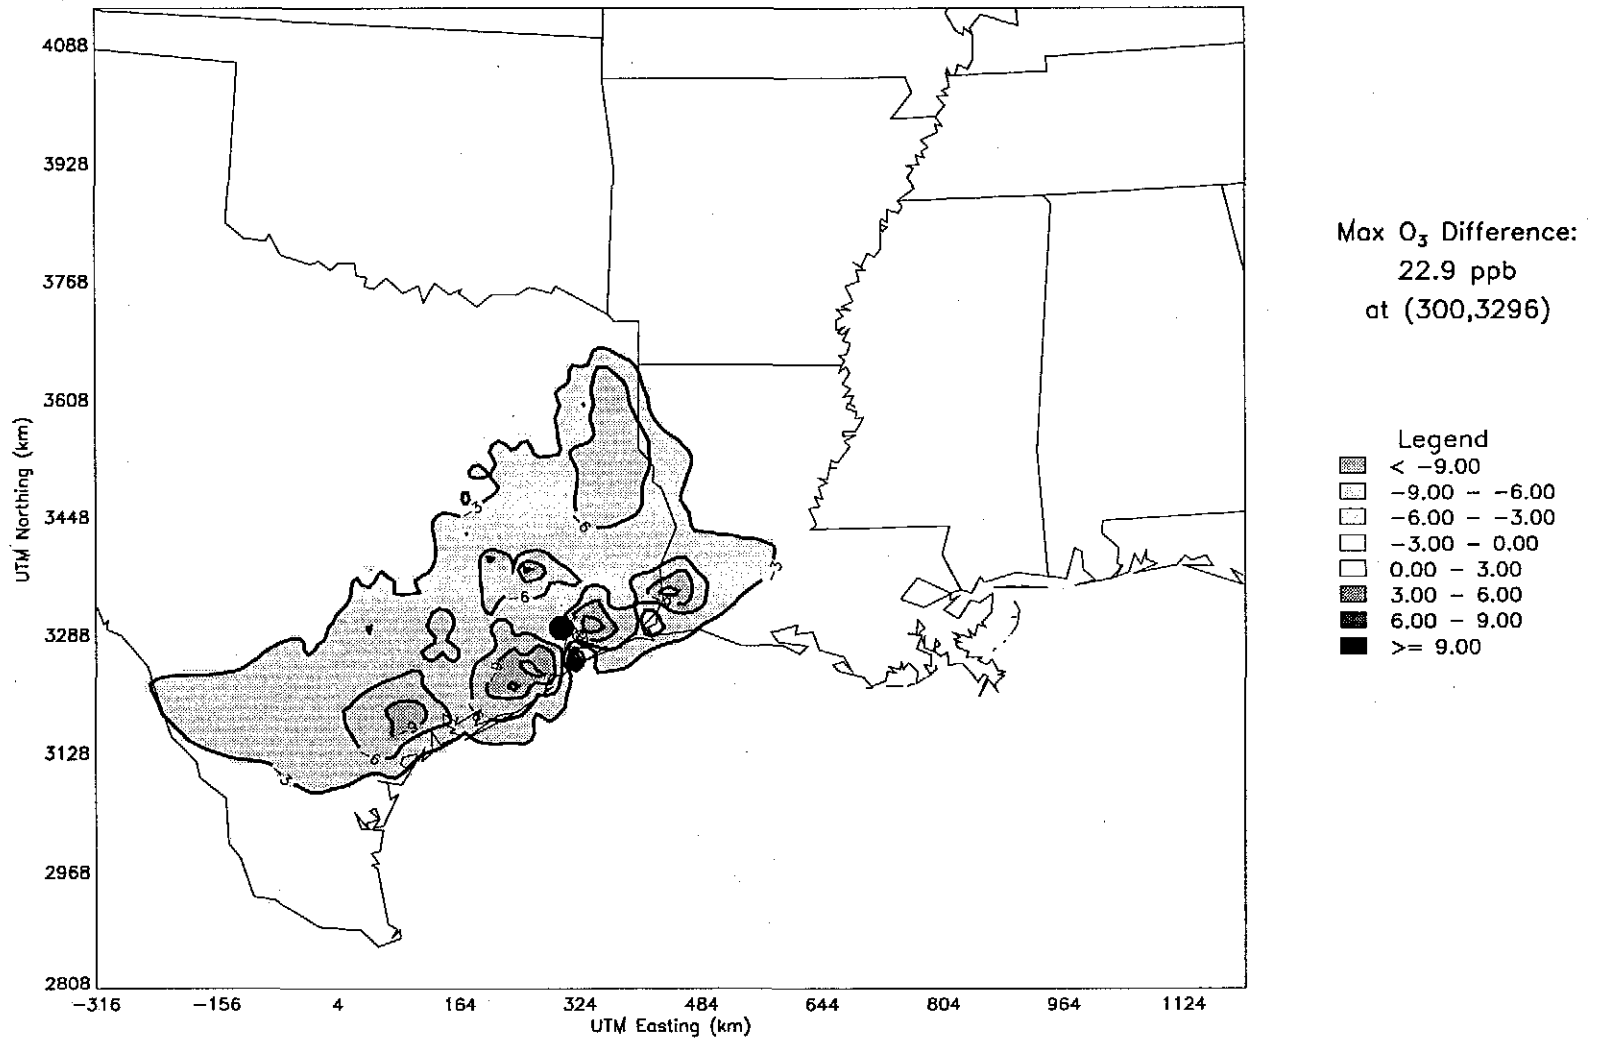 4088
3928
3768
3608
3448
3288
3128
2968
2808
UTM Northing (km)
-316
-156
4
164
324
484
644
804
964
1124
UTM Easting (km)
Max O₃ Difference:
22.9 ppb
at (300,3296)
Legend
< -9.00
-9.00 - -6.00
-6.00 - -3.00
-3.00 - 0.00
0.00 - 3.00
3.00 - 6.00
6.00 - 9.00
>= 9.00
-3
-6
-6
-3
-9
-6
-3